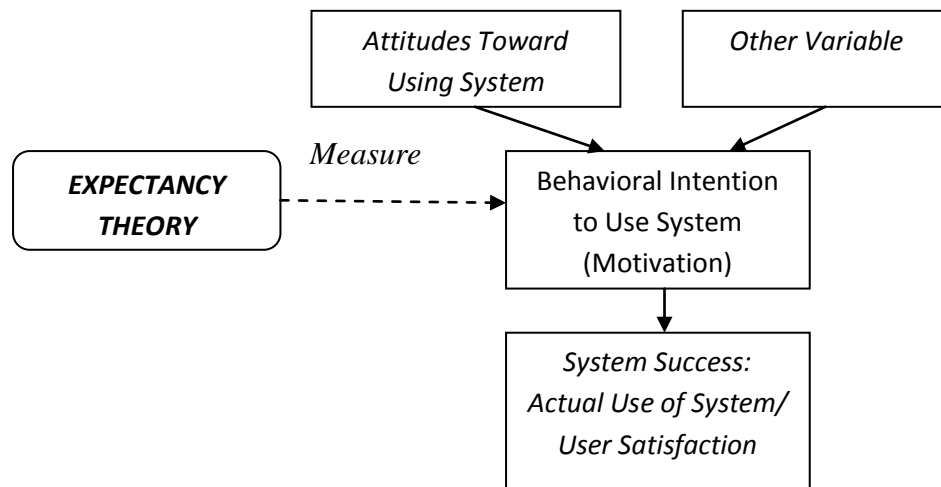 Attitudes Toward
Using System
Other Variable
Measure
EXPECTANCY
THEORY
Behavioral Intention
to Use System
(Motivation)
System Success:
Actual Use of System/
User Satisfaction